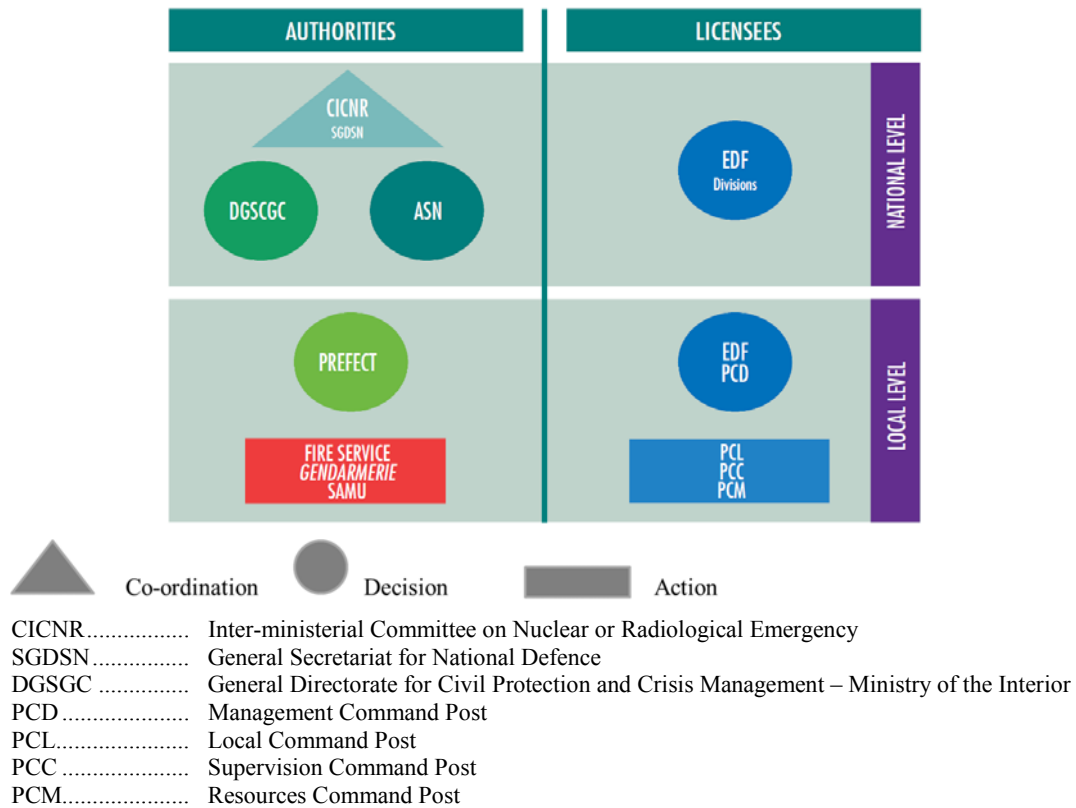 AUTHORITIES
LICENSEES
CICNR
SGDSN
DGSCGC
ASN
EDF
Divisions
NATIONAL LEVEL
PREFECT
EDF
PCD
FIRE SERVICE
GENDARMERIE
SAMU
PCL
PCC
PCM
LOCAL LEVEL
Co-ordination
Decision
Action
CICNR................. Inter-ministerial Committee on Nuclear or Radiological Emergency
SGDSN................. General Secretariat for National Defence
DGSGC ............... General Directorate for Civil Protection and Crisis Management – Ministry of the Interior
PCD ..................... Management Command Post
PCL...................... Local Command Post
PCC ..................... Supervision Command Post
PCM..................... Resources Command Post